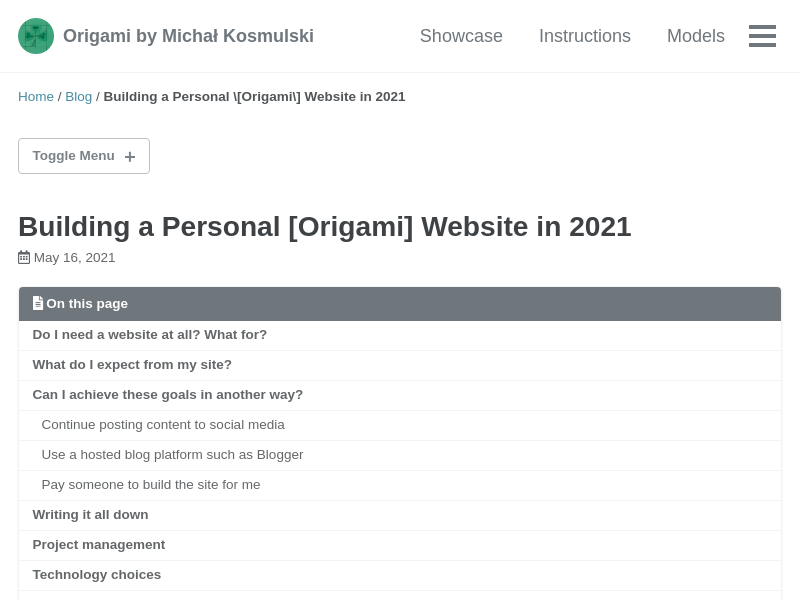 Origami by Michał Kosmulski
Showcase Instructions Models
Home / Blog / Building a Personal \[Origami\] Website in 2021
Toggle Menu
Building a Personal [Origami] Website in 2021
May 16, 2021
On this page
Do I need a website at all? What for?
What do I expect from my site?
Can I achieve these goals in another way?
Continue posting content to social media
Use a hosted blog platform such as Blogger
Pay someone to build the site for me
Writing it all down
Project management
Technology choices